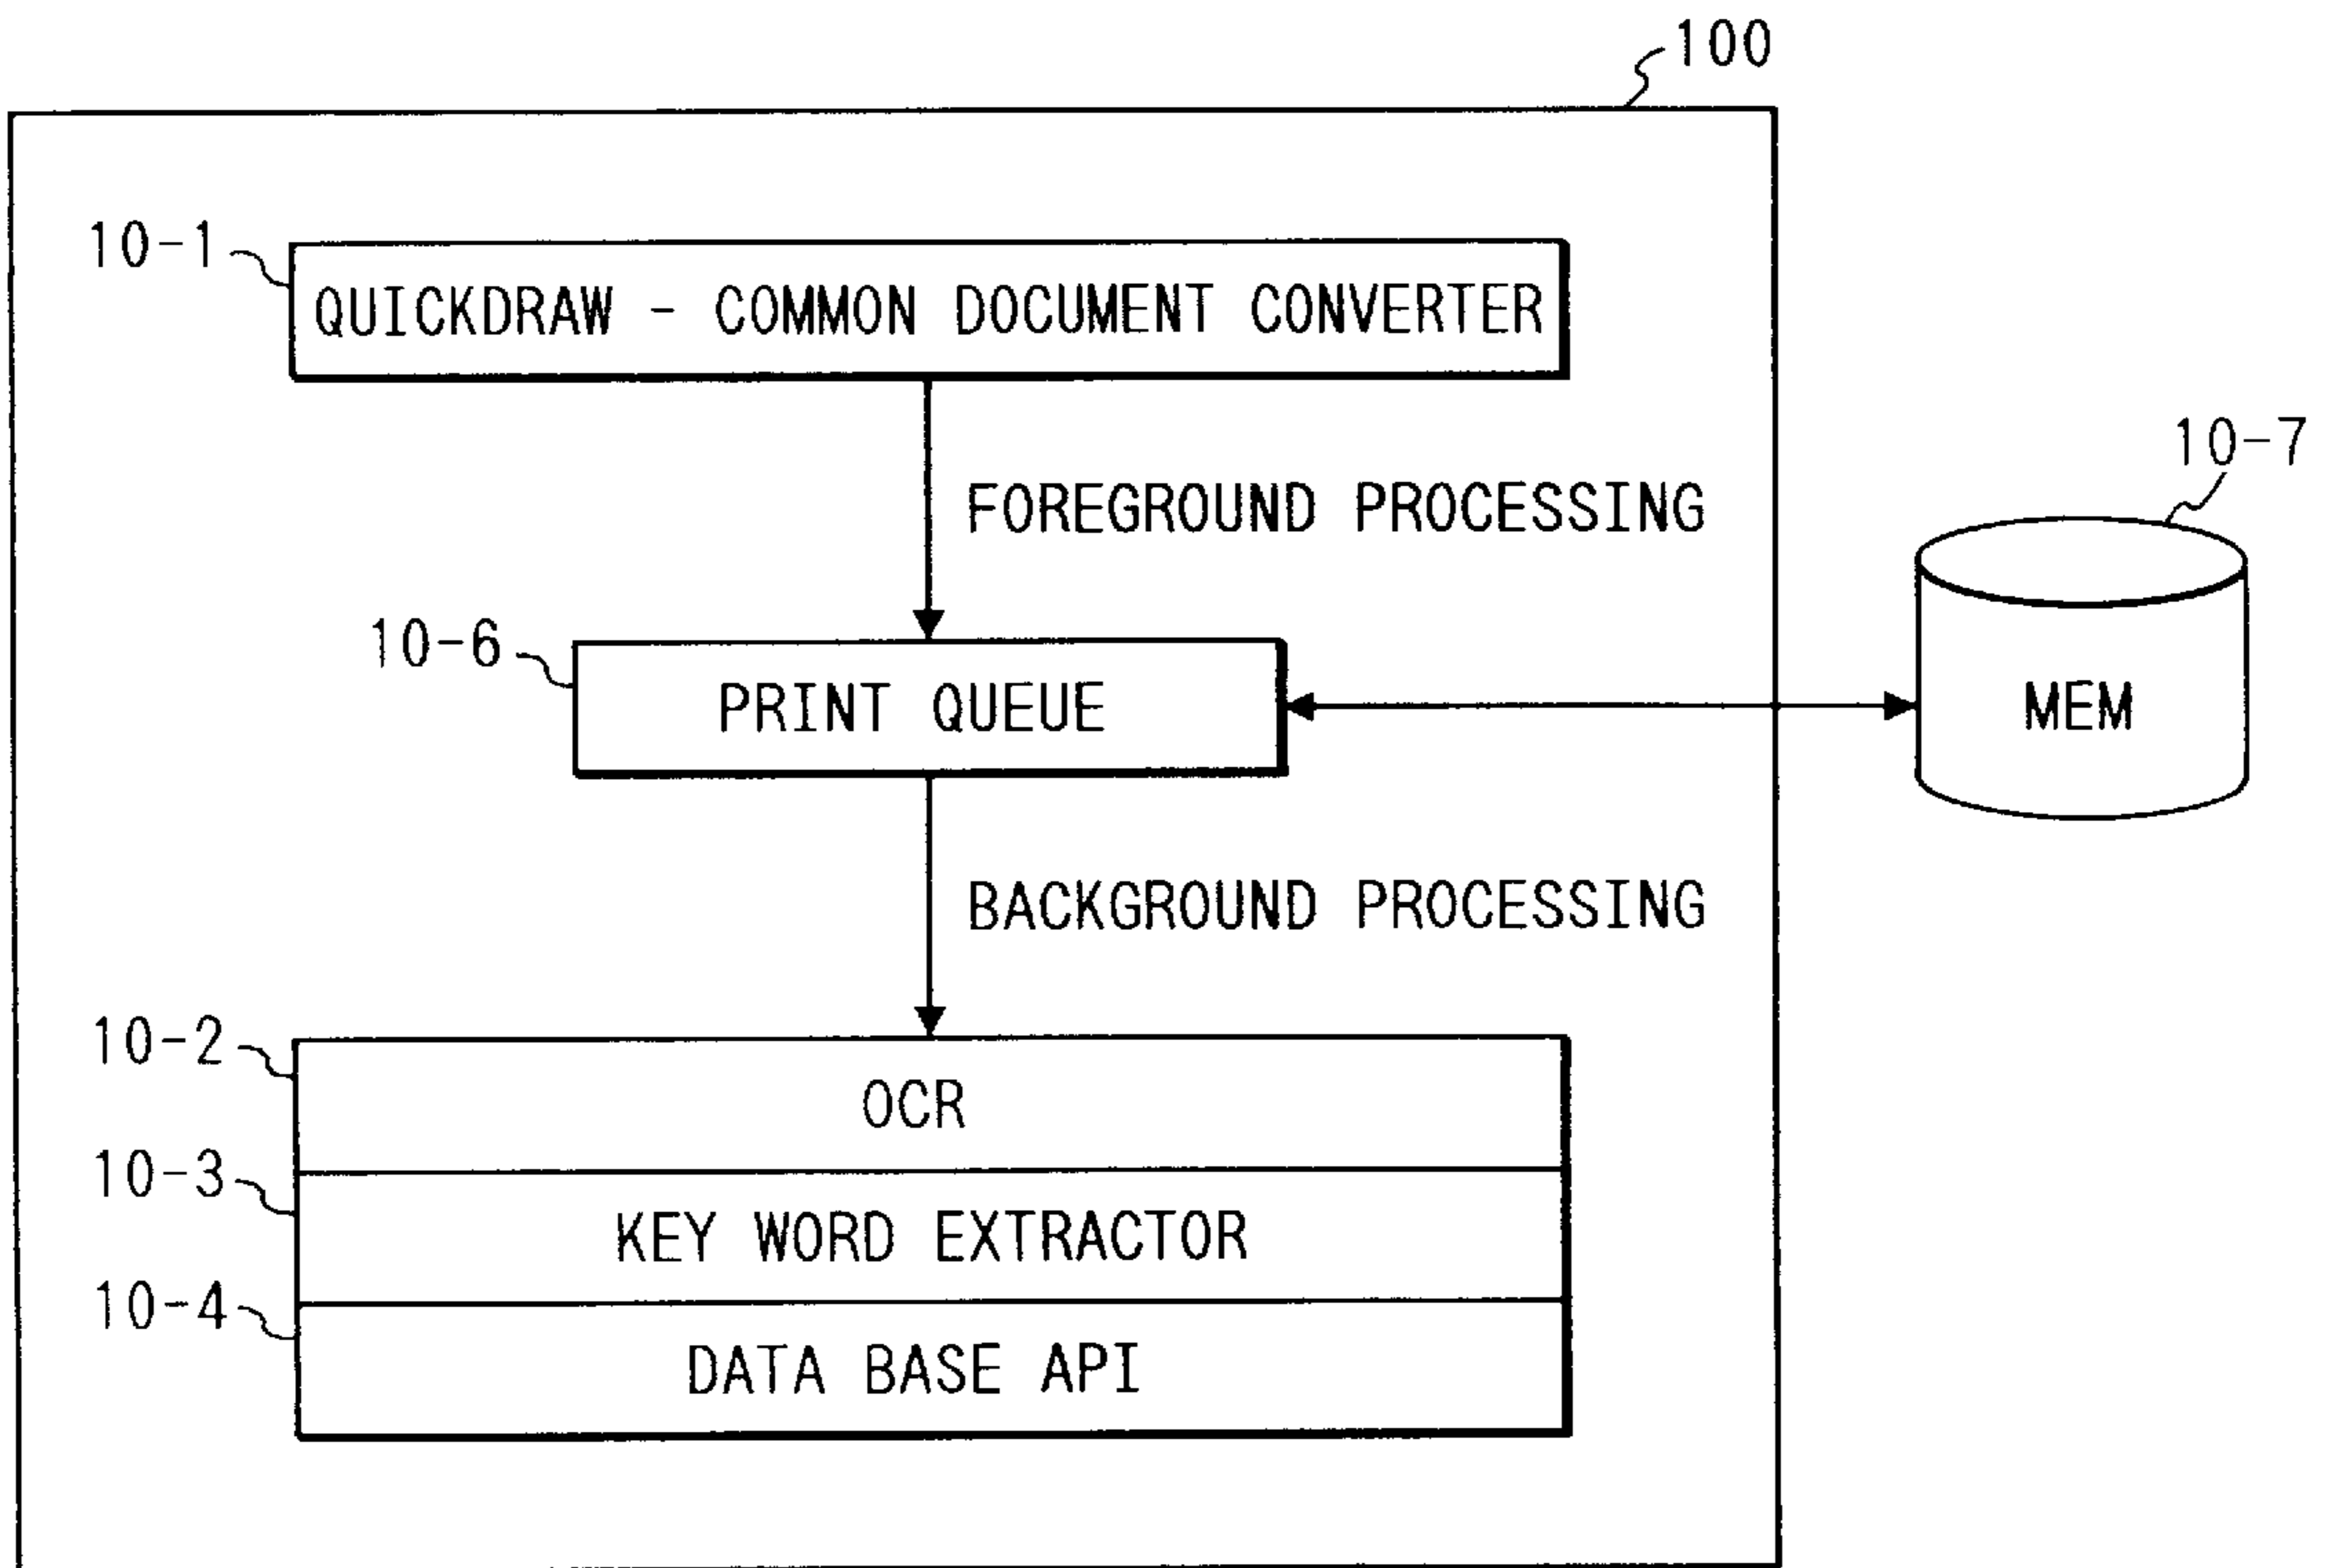 100
10-1
QUICKDRAW - COMMON DOCUMENT CONVERTER
10-7
FOREGROUND PROCESSING
10-6
PRINT QUEUE
MEM
BACKGROUND PROCESSING
10-2
OCR
10-3
KEY WORD EXTRACTOR
10-4
DATA BASE API